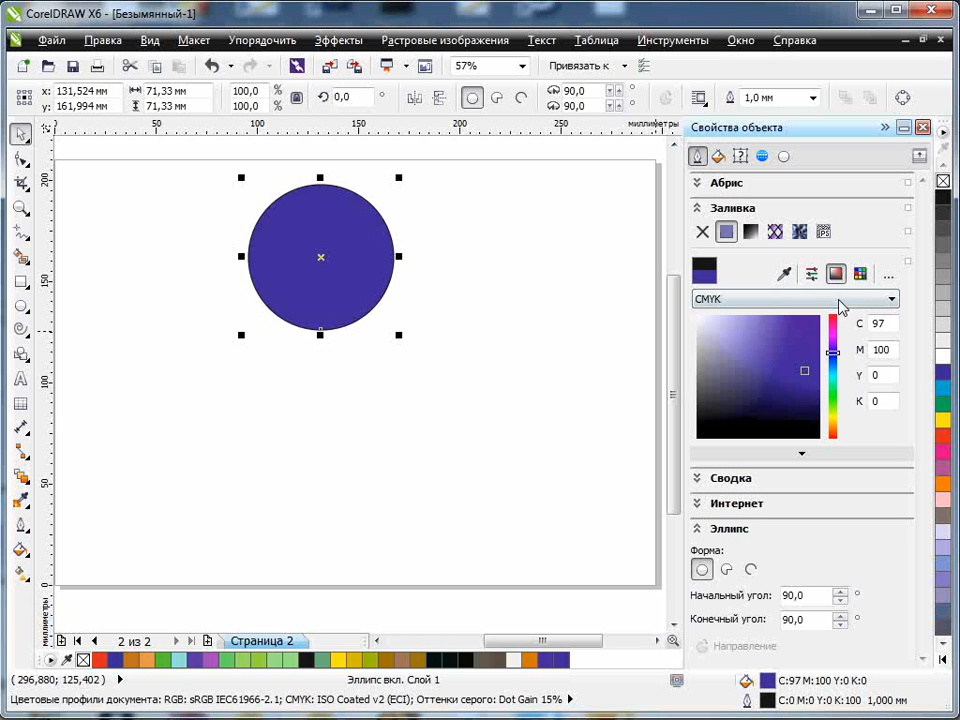 CorelDRAW X6 - [Безымянный-1]
Файл Правка Вид Макет Упорядочить Эффекты Растровые изображения Текст Таблица Инструменты Окно Справка
57% Привязать к
x: 131,524 мм 71,33 мм 100,0 % 0,0 ° 90,0 ° 1,0 мм
y: 161,994 мм 71,33 мм 100,0 % 90,0 °
50 100 150 200 250 миллиметры
200
150
100
50
0
миллиметры
Свойства объекта
Абрис
Заливка
CMYK
C 97
M 100
Y 0
K 0
Сводка
Интернет
Эллипс
Форма:
Начальный угол: 90,0 °
Конечный угол: 90,0 °
Направление
2 из 2 Страница 2
( 296,880; 125,402 ) Эллипс вкл. Слой 1 C:97 M:100 Y:0 K:0
Цветовые профили документа: RGB: sRGB IEC61966-2.1; CMYK: ISO Coated v2 (ECI); Оттенки серого: Dot Gain 15% C:0 M:0 Y:0 K:100 1,000 мм